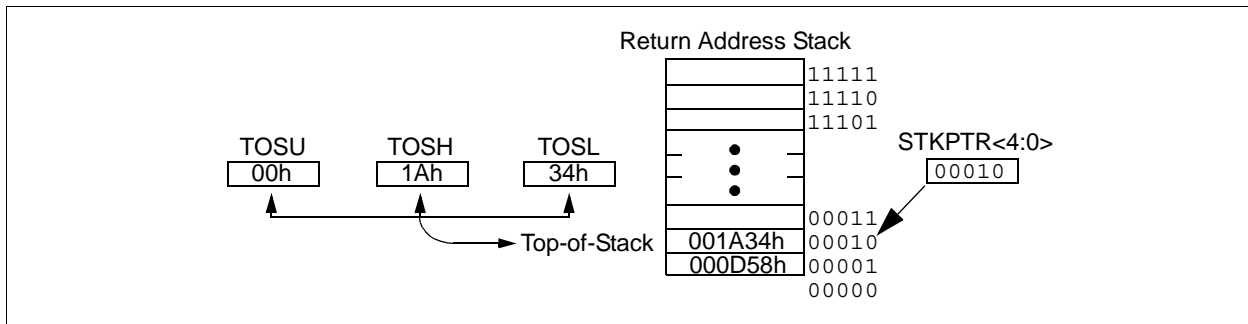 Return Address Stack
11111
11110
11101
TOSU TOSH TOSL
00h 1Ah 34h
STKPTR<4:0>
00010
00011
Top-of-Stack 001A34h 00010
000D58h 00001
00000